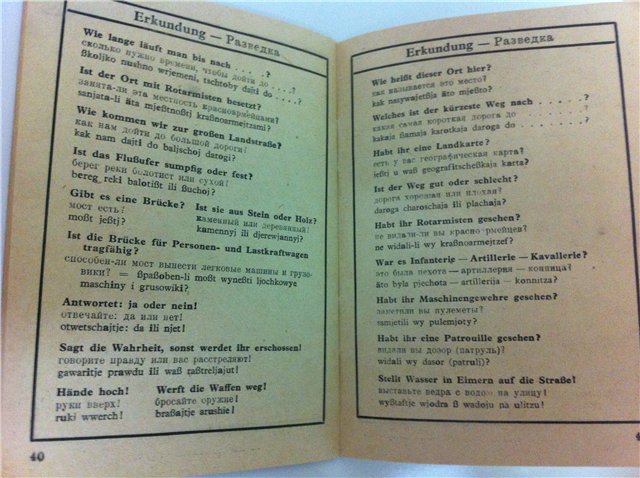 Erkundung — Разведка
Wie lange läuft man bis nach . . . . ?
сколько нужно времени, чтобы дойти до . . . . ?
ßkoljko nushno wrjemeni, tschtoby dajti do . . . . ?
Ist der Ort mit Rotarmisten besetzt?
занята-ли эта местность красноармейцами?
sanjata-li äta mjeßtnoßtj kraßnoarmejtzami?
Wie kommen wir zur großen Landstraße?
как нам дойти до большой дороги?
kak nam dajti do baljschoj darogi?
Ist das Flußufer sumpfig oder fest?
берег реки болотист или сухой?
bereg reki balotißt ili ßuchoj?
Gibt es eine Brücke? Ist sie aus Stein oder Holz?
мост есть? каменный или деревянный?
moßt jeßtj? kamennyj ili djerewjannyj?
Ist die Brücke für Personen- und Lastkraftwagen
tragfähig?
способен-ли мост вынести легковые машины и грузо-
вики? = ßpaßoben-li moßt wyneßti ljochkowye
maschiny i grusowiki?
Antwortet: ja oder nein!
отвечайте: да или нет!
otwetschajtje: da ili njet!
Sagt die Wahrheit, sonst werdet ihr erschossen!
говорите правду или вас расстреляют!
gawaritje prawdu ili waß raßtreljajut!
Hände hoch! Werft die Waffen weg!
руки вверх! бросайте оружие!
ruki wwerch! braßajtje arushie!
40
Erkundung — Разведка
Wie heißt dieser Ort hier?
как называется это место?
kak nasywajetßja äto mjeßto?
Welches ist der kürzeste Weg nach . . . . . ?
какая самая короткая дорога до . . . . . ?
kakaja ßamaja karotkaja daroga do . . . . . ?
Habt ihr eine Landkarte?
есть у вас географическая карта?
jeßtj u waß geografitscheßkaja karta?
Ist der Weg gut oder schlecht?
дорога хорошая или плохая?
daroga charoschaja ili plachaja?
Habt ihr Rotarmisten gesehen?
не видали-ли вы красно-рмейцев?
ne widali-li wy kraßnoarmejtzef?
War es Infanterie — Artillerie — Kavallerie?
это была пехота — артиллерия — конница?
äto byla pjechota — artillerija — konnitza?
Habt ihr Maschinengewehre gesehen?
заметили вы пулеметы?
samjetili wy pulemjoty?
Habt ihr eine Patrouille gesehen?
видали вы дозор (патруль)?
widali wy dasor (patrulj)?
Stellt Wasser in Eimern auf die Straße!
выставьте ведра с водою на улицу!
wyßtaftje wjodra ß wadoju na ulitzu!